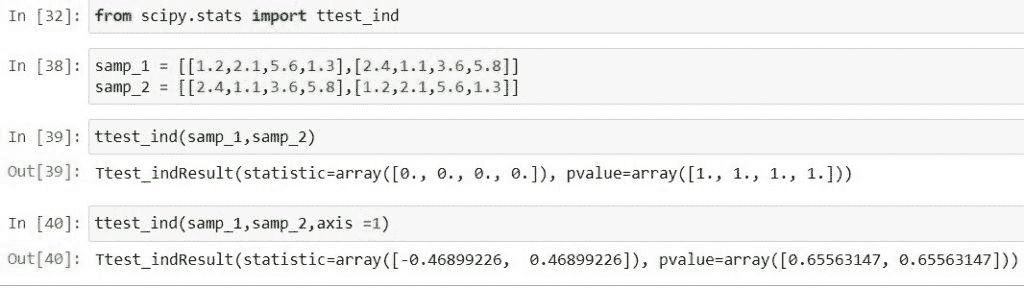 In [32]: from scipy.stats import ttest_ind
In [38]: samp_1 = [[1.2,2.1,5.6,1.3],[2.4,1.1,3.6,5.8]]
samp_2 = [[2.4,1.1,3.6,5.8],[1.2,2.1,5.6,1.3]]
In [39]: ttest_ind(samp_1,samp_2)
Out[39]: Ttest_indResult(statistic=array([0., 0., 0., 0.]), pvalue=array([1., 1., 1., 1.]))
In [40]: ttest_ind(samp_1,samp_2,axis =1)
Out[40]: Ttest_indResult(statistic=array([-0.46899226,  0.46899226]), pvalue=array([0.65563147, 0.65563147]))